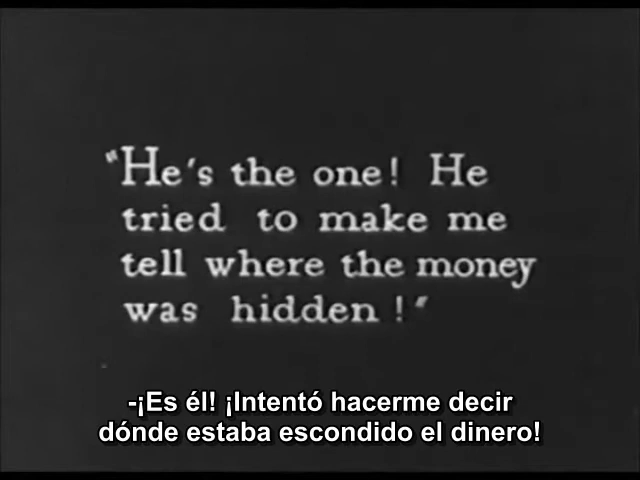 "He's the one! He
tried to make me
tell where the money
was hidden!"
-¡Es él! ¡Intentó hacerme decir
dónde estaba escondido el dinero!